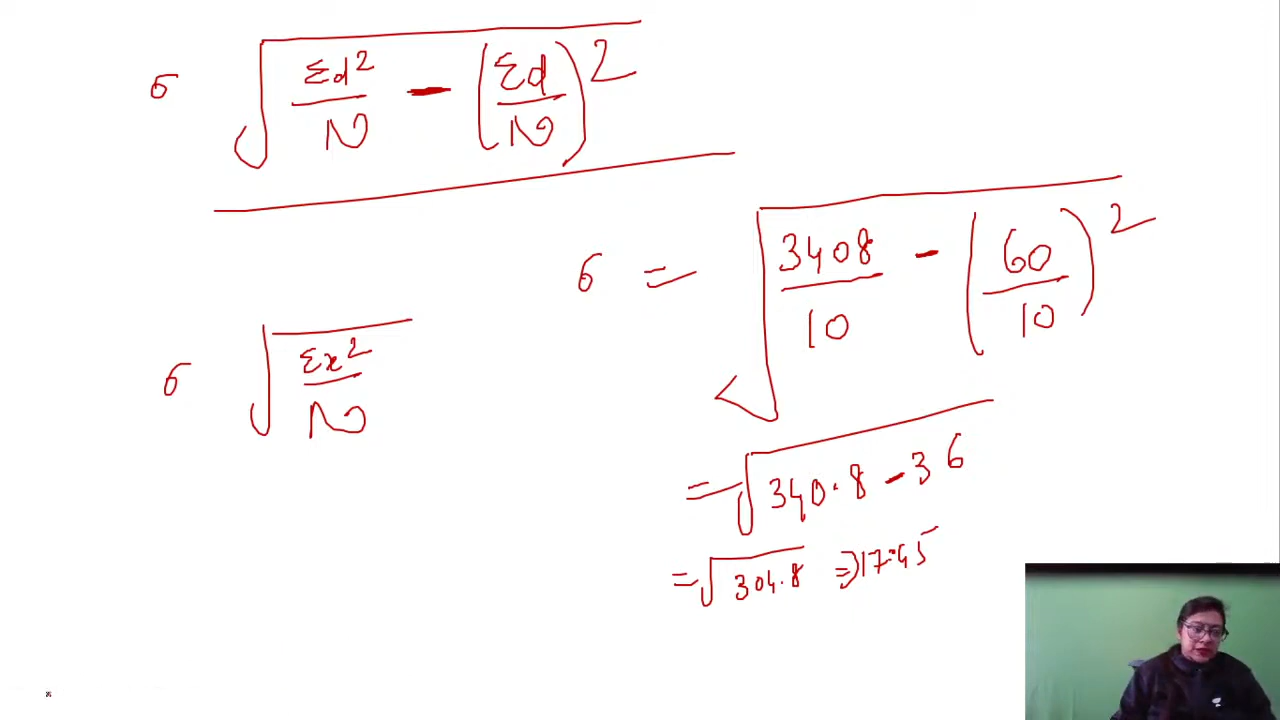 σ √(Σd²/N - (Σd/N)²)
σ = √(3408/10 - (60/10)²)
σ √(Σx²/N)
= √(340.8 - 36)
= √304.8 ⇒ 17.45